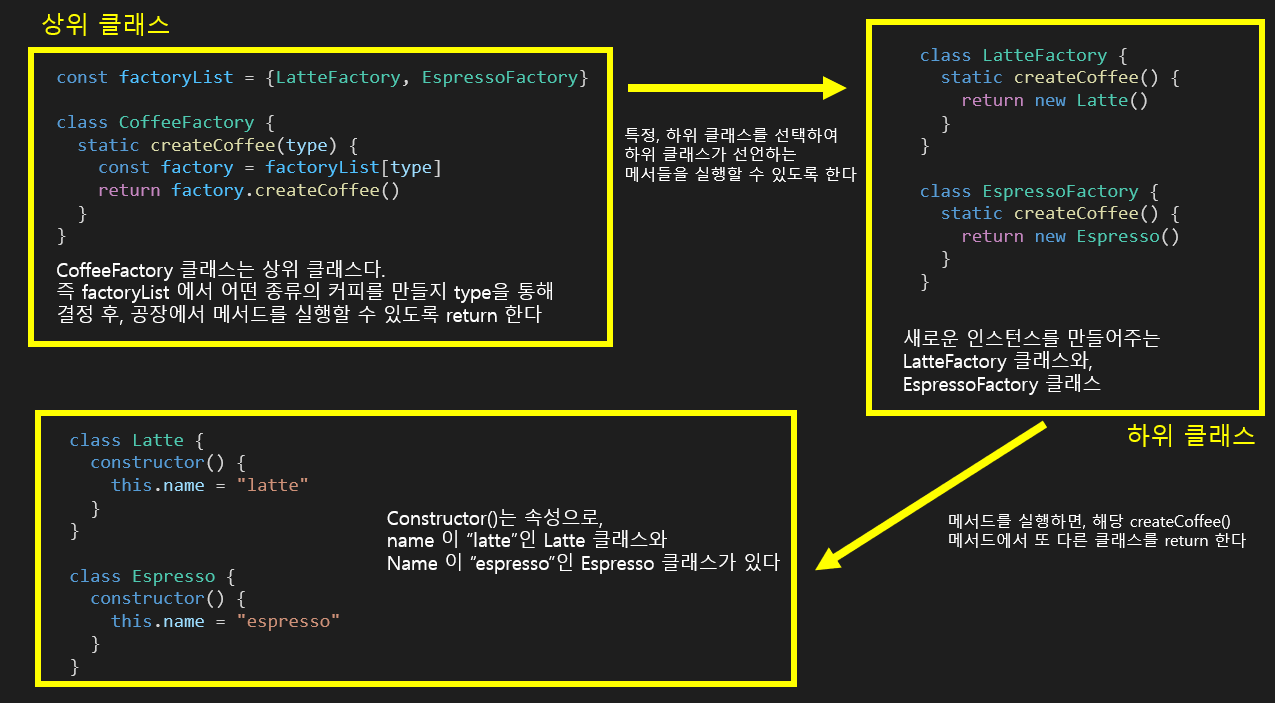 상위 클래스
const factoryList = {LatteFactory, EspressoFactory}
class CoffeeFactory {
static createCoffee(type) {
const factory = factoryList[type]
return factory.createCoffee()
}
}
CoffeeFactory 클래스는 상위 클래스다.
즉 factoryList 에서 어떤 종류의 커피를 만들지 type을 통해
결정 후, 공장에서 메서드를 실행할 수 있도록 return 한다
특정, 하위 클래스를 선택하여
하위 클래스가 선언하는
메서들을 실행할 수 있도록 한다
class LatteFactory {
static createCoffee() {
return new Latte()
}
}
class EspressoFactory {
static createCoffee() {
return new Espresso()
}
}
새로운 인스턴스를 만들어주는
LatteFactory 클래스와,
EspressoFactory 클래스
하위 클래스
메서드를 실행하면, 해당 createCoffee()
메서드에서 또 다른 클래스를 return 한다
class Latte {
constructor() {
this.name = "latte"
}
}
class Espresso {
constructor() {
this.name = "espresso"
}
}
Constructor()는 속성으로,
name 이 “latte”인 Latte 클래스와
Name 이 “espresso”인 Espresso 클래스가 있다